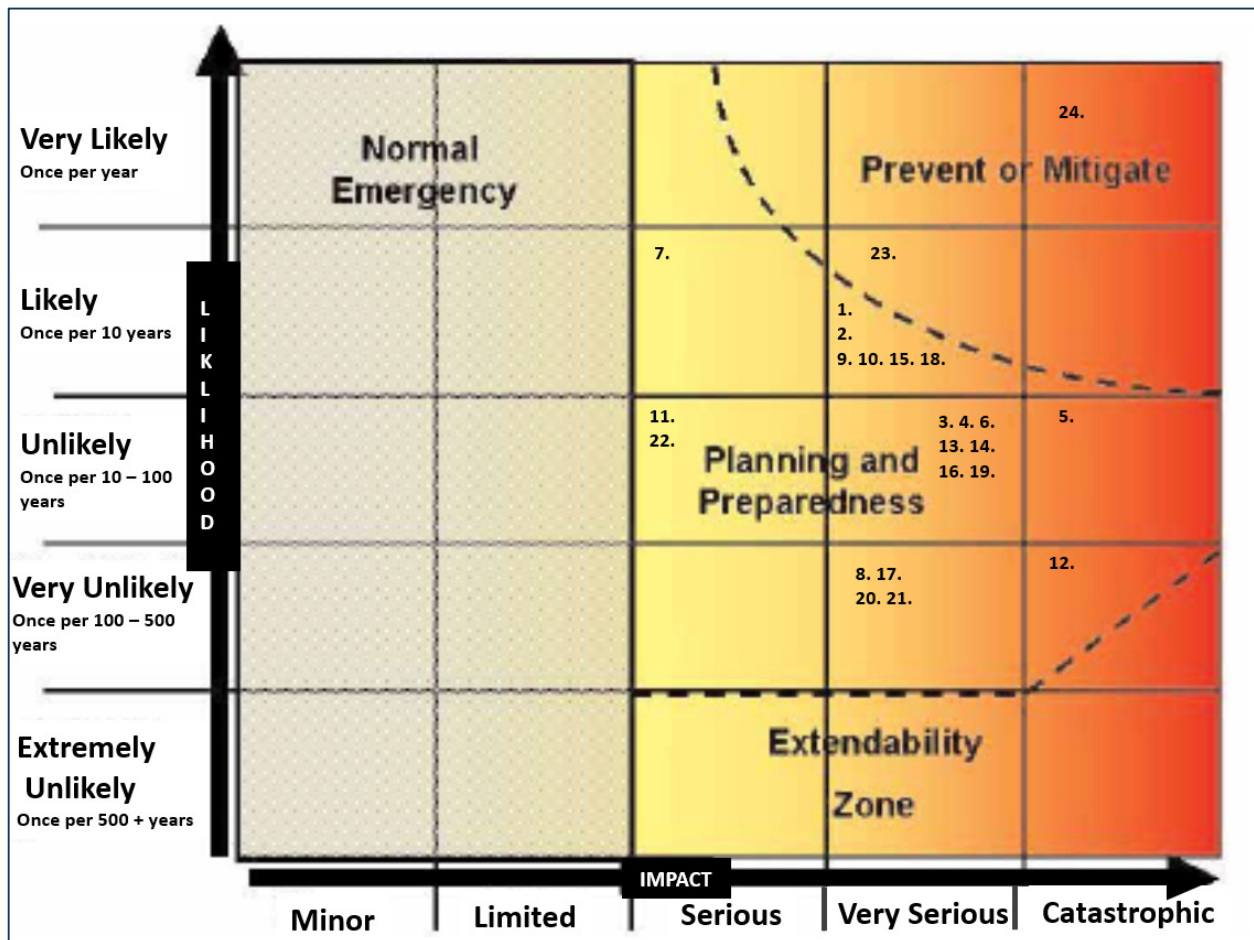 Very Likely
Once per year
Normal
Emergency
24.
Prevent or Mitigate
Likely
Once per 10 years
7.
23.
1.
2.
9. 10. 15. 18.
LIKLIHOOD
Unlikely
Once per 10 – 100
years
11.
22.
Planning and
Preparedness
3. 4. 6.
13. 14.
16. 19.
5.
Very Unlikely
Once per 100 – 500
years
8. 17.
20. 21.
12.
Extremely
Unlikely
Once per 500 + years
Extendability
Zone
IMPACT
Minor
Limited
Serious
Very Serious
Catastrophic